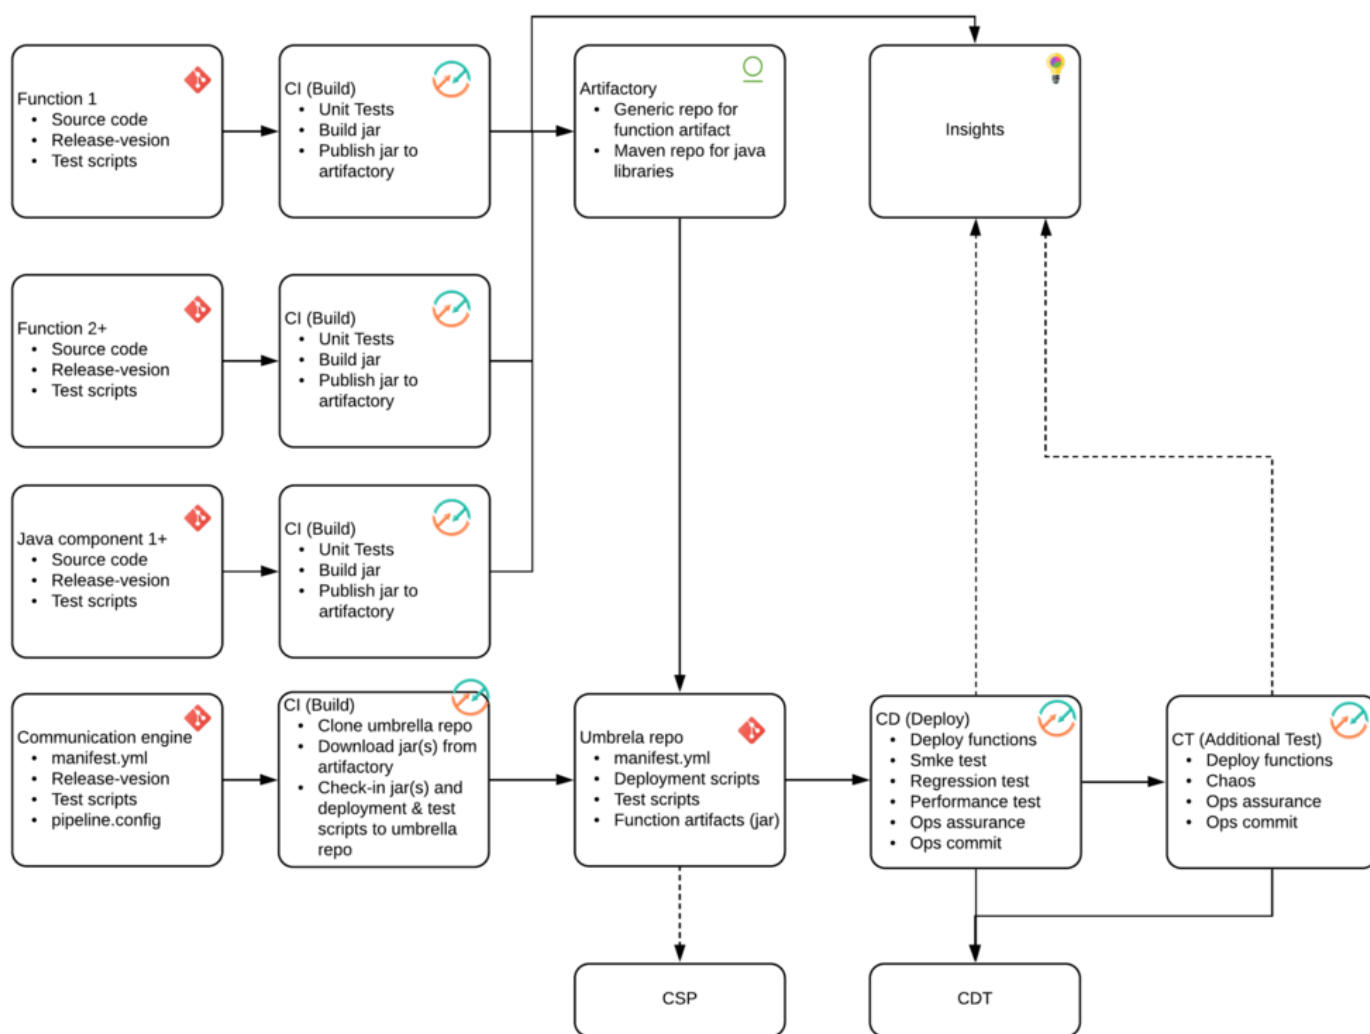 Function 1
• Source code
• Release-vesion
• Test scripts
CI (Build)
• Unit Tests
• Build jar
• Publish jar to
artifactory
Artifactory
• Generic repo for
function artifact
• Maven repo for java
libraries
Insights
Function 2+
• Source code
• Release-vesion
• Test scripts
CI (Build)
• Unit Tests
• Build jar
• Publish jar to
artifactory
Java component 1+
• Source code
• Release-vesion
• Test scripts
CI (Build)
• Unit Tests
• Build jar
• Publish jar to
artifactory
Communication engine
• manifest.yml
• Release-vesion
• Test scripts
• pipeline.config
CI (Build)
• Clone umbrella repo
• Download jar(s) from
artifactory
• Check-in jar(s) and
deployment & test
scripts to umbrella
repo
Umbrela repo
• manifest.yml
• Deployment scripts
• Test scripts
• Function artifacts (jar)
CD (Deploy)
• Deploy functions
• Smke test
• Regression test
• Performance test
• Ops assurance
• Ops commit
CT (Additional Test)
• Deploy functions
• Chaos
• Ops assurance
• Ops commit
CSP
CDT